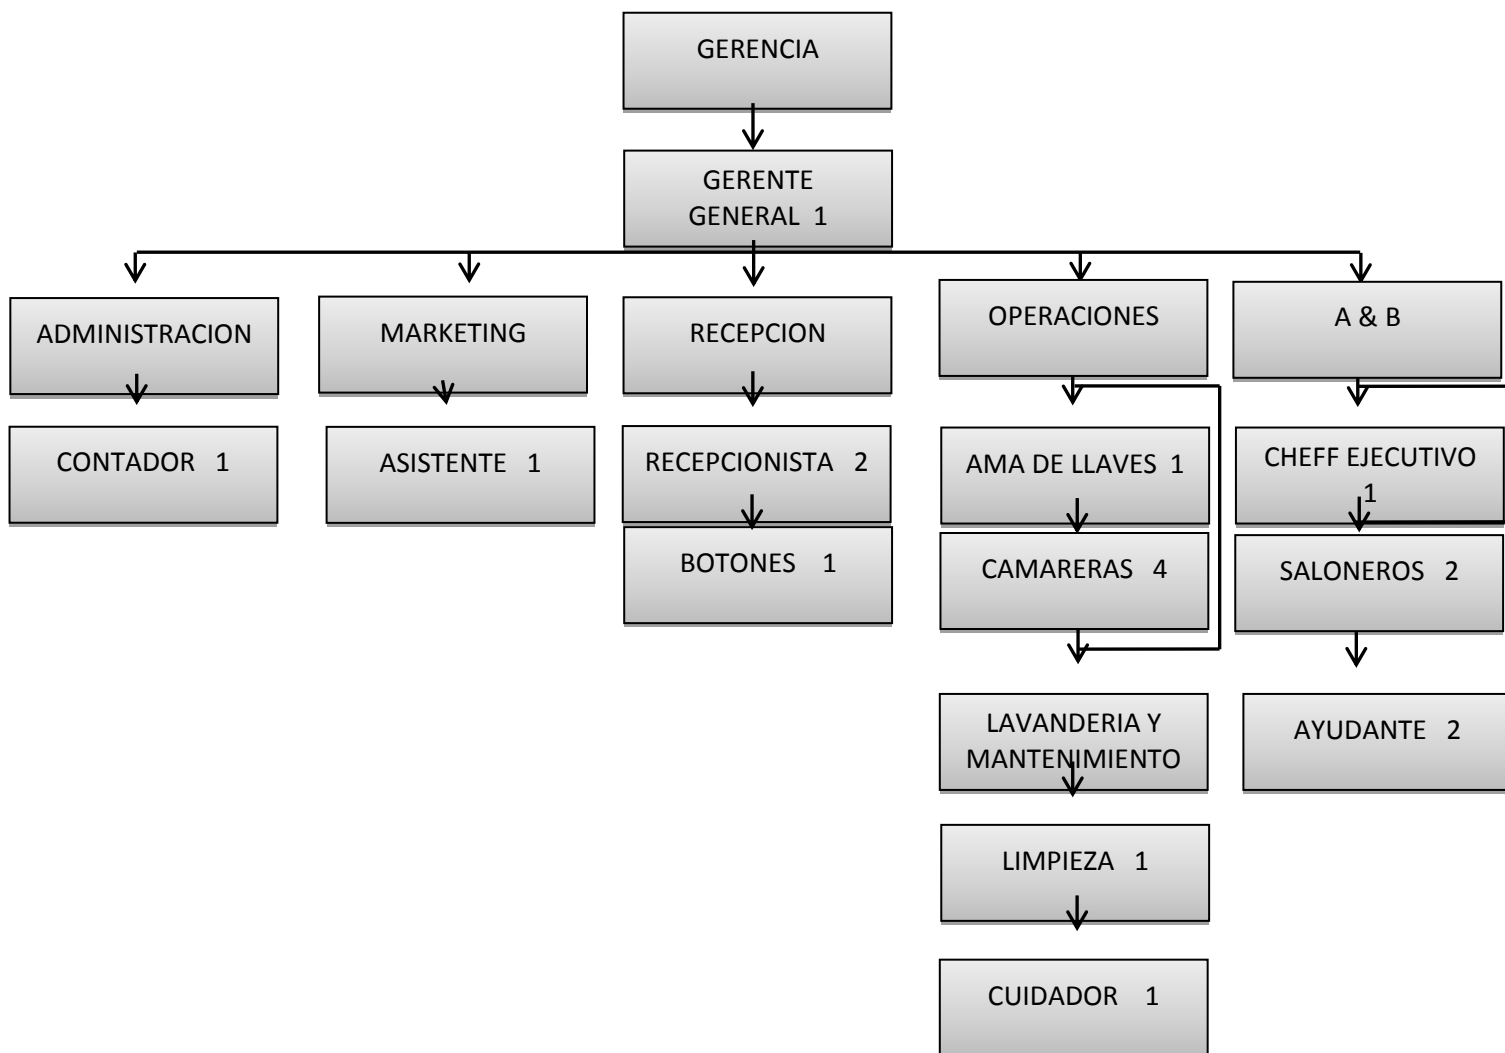 GERENCIA
GERENTE
GENERAL 1
ADMINISTRACION
MARKETING
RECEPCION
OPERACIONES
A & B
CONTADOR 1
ASISTENTE 1
RECEPCIONISTA 2
AMA DE LLAVES 1
CHEFF EJECUTIVO
1
BOTONES 1
CAMARERAS 4
SALONEROS 2
LAVANDERIA Y
MANTENIMIENTO
AYUDANTE 2
LIMPIEZA 1
CUIDADOR 1